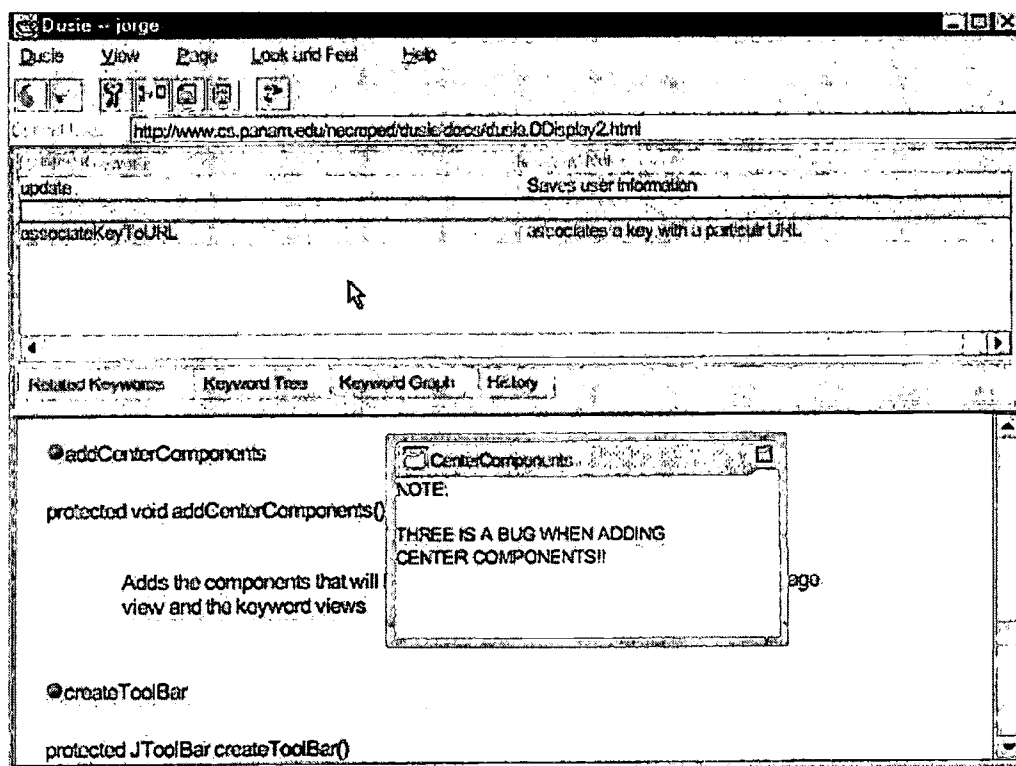 Dusie -- jorge
Dusie View Page Look and Feel Help
http://www.cs.panam.edu/necroped/dusie/docs/dusie.DDisplay2.html
update Saves user information
associateKeyToURL associates a key with a particulr URL
Related Keywords Keyword Tree Keyword Graph History
addCenterComponents
CenterComponents
NOTE:
protected void addCenterComponents()
THREE IS A BUG WHEN ADDING
CENTER COMPONENTS!!
Adds the components that will
view and the keyword views
createToolBar
protected JToolBar createToolBar()